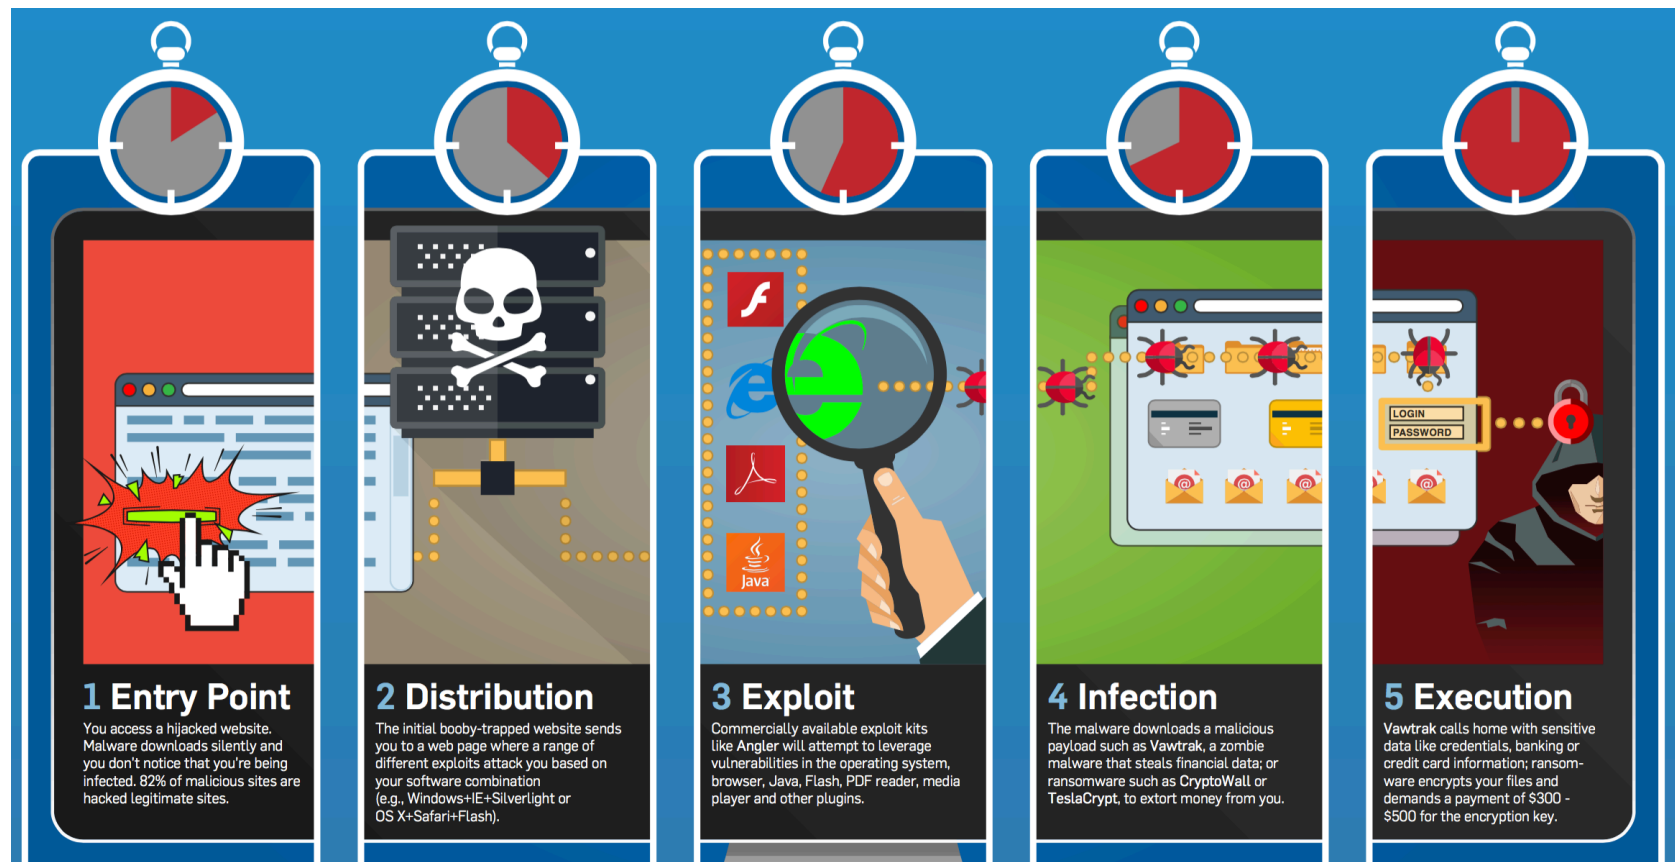 Java
LOGIN
PASSWORD
1 Entry Point
You access a hijacked website.
Malware downloads silently and
you don't notice that you're being
infected. 82% of malicious sites are
hacked legitimate sites.
2 Distribution
The initial booby-trapped website sends
you to a web page where a range of
different exploits attack you based on
your software combination
(e.g., Windows+IE+Silverlight or
OS X+Safari+Flash).
3 Exploit
Commercially available exploit kits
like Angler will attempt to leverage
vulnerabilities in the operating system,
browser, Java, Flash, PDF reader, media
player and other plugins.
4 Infection
The malware downloads a malicious
payload such as Vawtrak, a zombie
malware that steals financial data; or
ransomware such as CryptoWall or
TeslaCrypt, to extort money from you.
5 Execution
Vawtrak calls home with sensitive
data like credentials, banking or
credit card information; ransom-
ware encrypts your files and
demands a payment of $300 -
$500 for the encryption key.